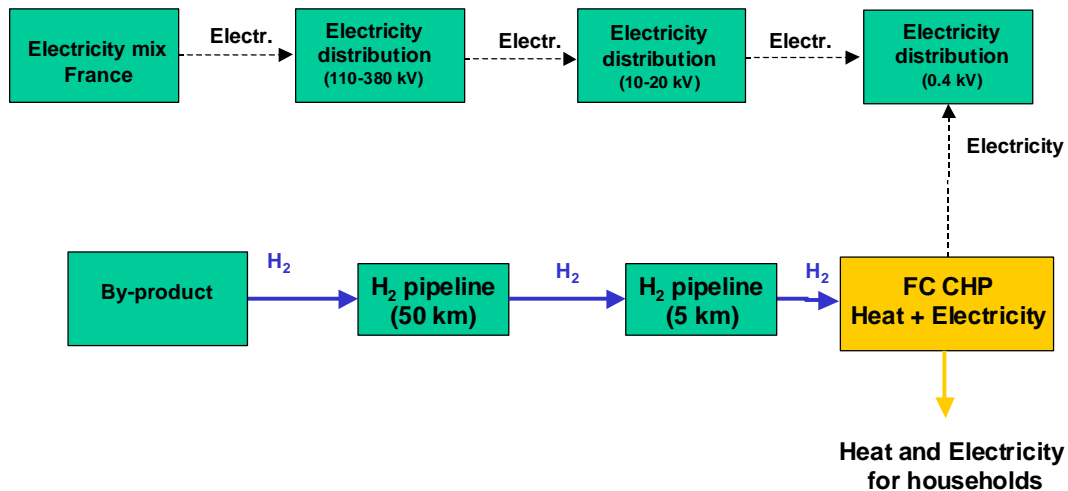 Electricity mix
France
Electr.
Electricity
distribution
(110-380 kV)
Electr.
Electricity
distribution
(10-20 kV)
Electr.
Electricity
distribution
(0.4 kV)
Electricity
By-product
H₂
H₂ pipeline
(50 km)
H₂
H₂ pipeline
(5 km)
H₂
FC CHP
Heat + Electricity
Heat and Electricity
for households